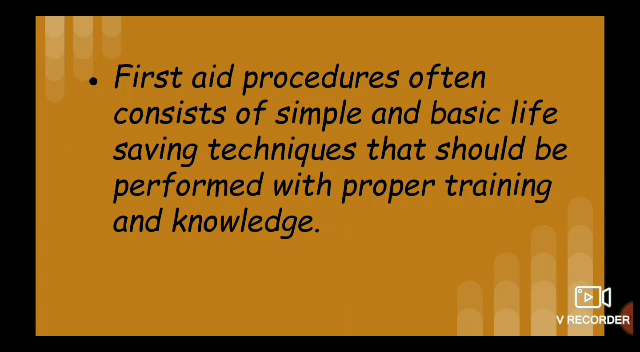 • First aid procedures often
consists of simple and basic life
saving techniques that should be
performed with proper training
and knowledge.
V RECORDER